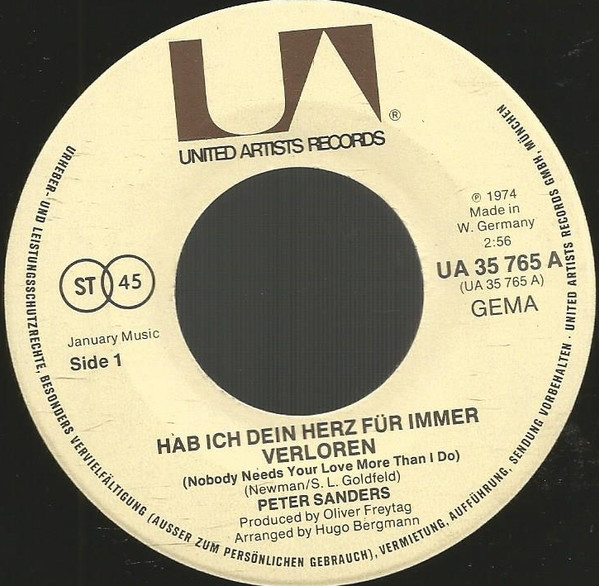 UA
®
UNITED ARTISTS RECORDS
℗ 1974
Made in
W. Germany
2:56
UA 35 765 A
(UA 35 765 A)
GEMA
ST 45
January Music
Side 1
HAB ICH DEIN HERZ FÜR IMMER
VERLOREN
(Nobody Needs Your Love More Than I Do)
(Newman/S. L. Goldfeld)
PETER SANDERS
Produced by Oliver Freytag
Arranged by Hugo Bergmann
URHEBER- UND LEISTUNGSSCHUTZRECHTE, BESONDERS VERVIELFÄLTIGUNG (AUSSER ZUM PERSÖNLICHEN GEBRAUCH), VERMIETUNG, AUFFÜHRUNG, SENDUNG VORBEHALTEN · UNITED ARTISTS RECORDS GMBH, MÜNCHEN